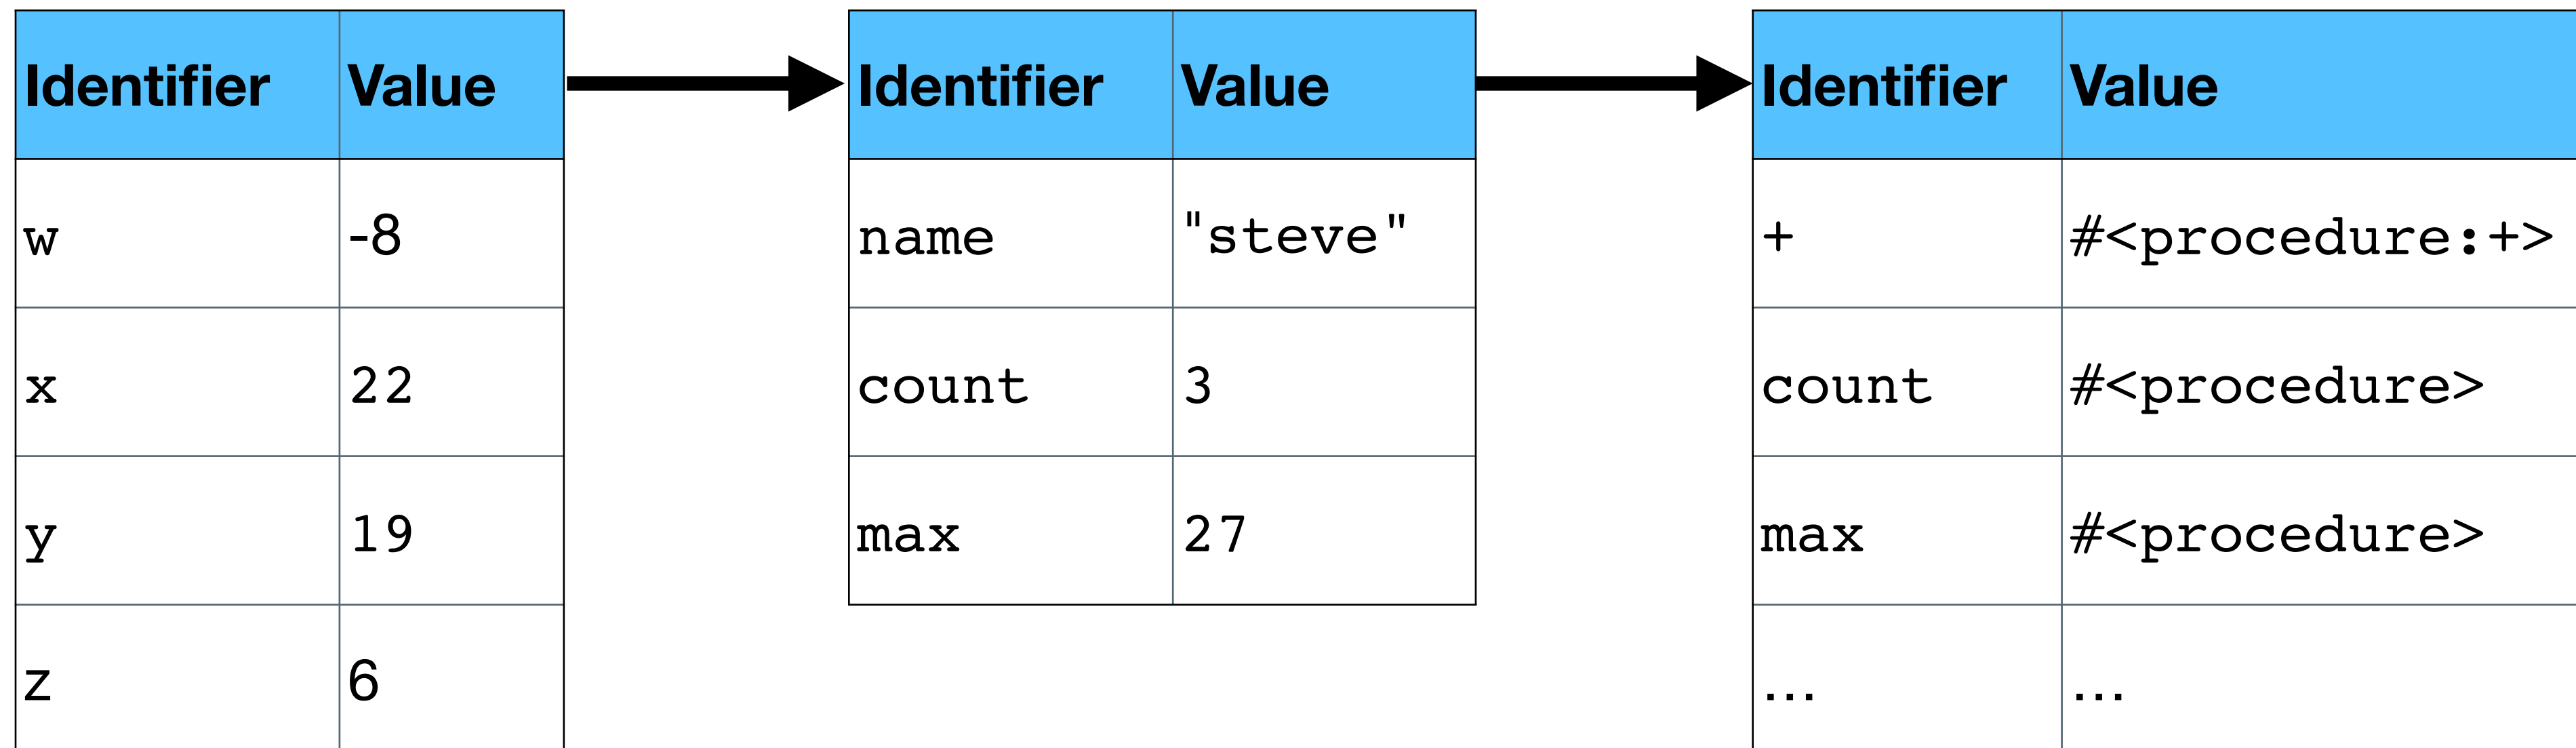 Identifier Value
w -8
x 22
y 19
z 6
Identifier Value
name "steve"
count 3
max 27
Identifier Value
+ #<procedure:+>
count #<procedure>
max #<procedure>
... ...